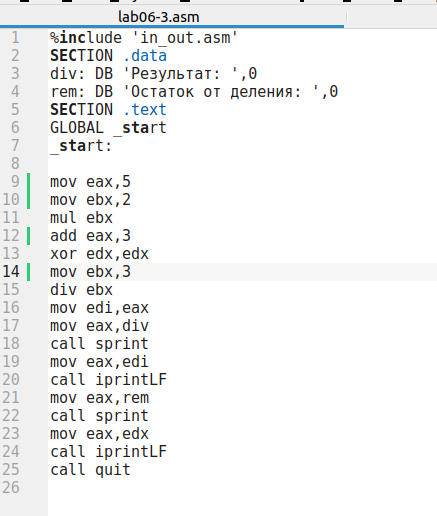 lab06-3.asm
1 %include 'in_out.asm'
2 SECTION .data
3 div: DB 'Результат: ',0
4 rem: DB 'Остаток от деления: ',0
5 SECTION .text
6 GLOBAL _start
7 _start:
8
9 mov eax,5
10 mov ebx,2
11 mul ebx
12 add eax,3
13 xor edx,edx
14 mov ebx,3
15 div ebx
16 mov edi,eax
17 mov eax,div
18 call sprint
19 mov eax,edi
20 call iprintLF
21 mov eax,rem
22 call sprint
23 mov eax,edx
24 call iprintLF
25 call quit
26